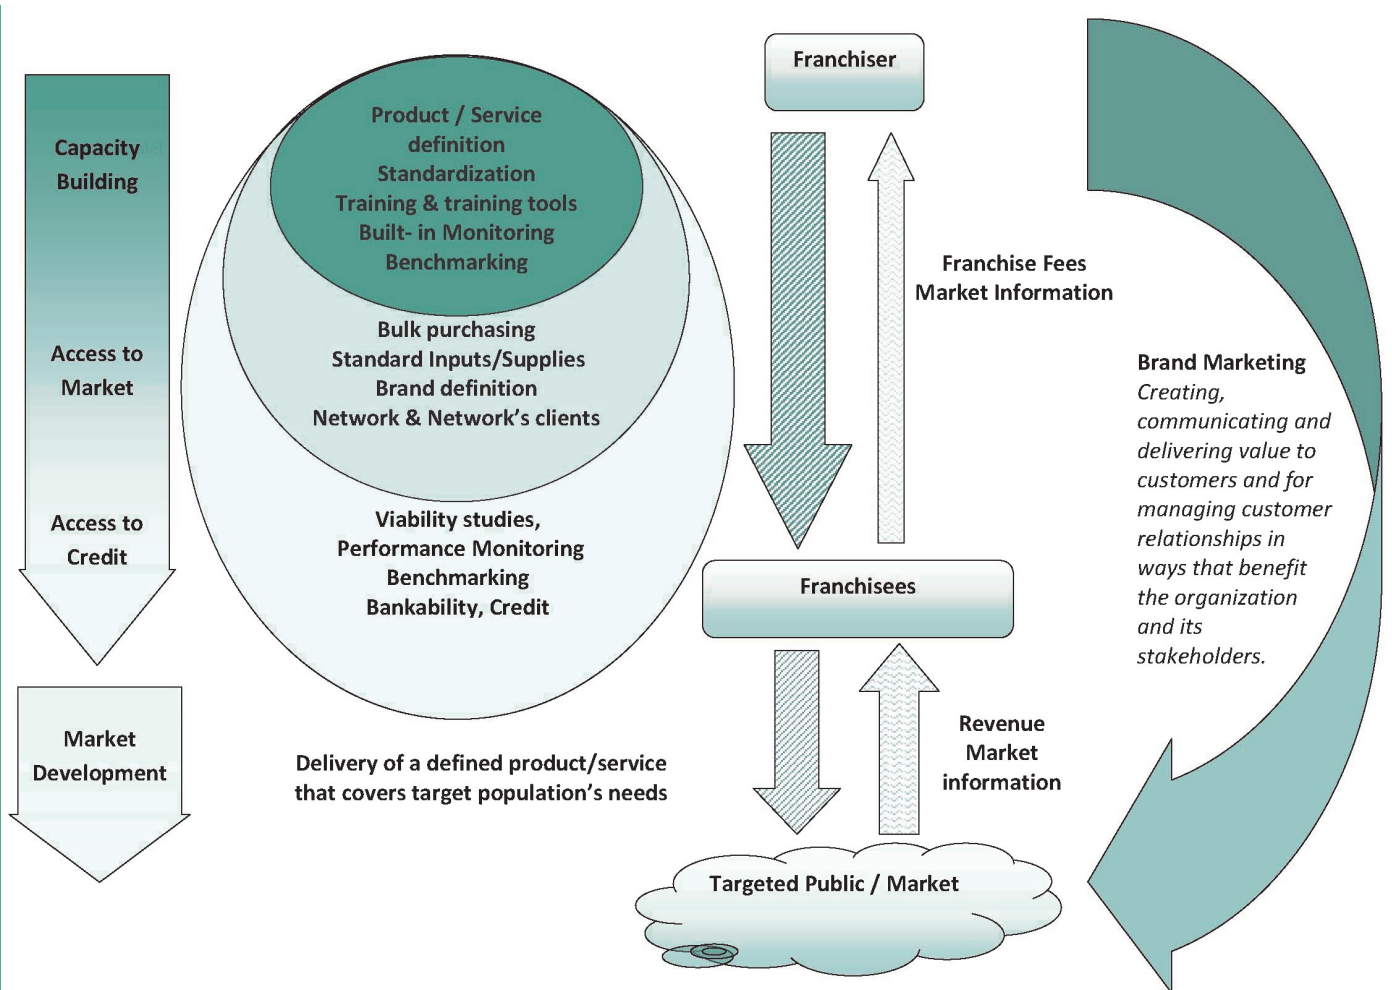 Capacity
Building
Access to
Market
Access to
Credit
Market
Development
Product / Service
definition
Standardization
Training & training tools
Built- in Monitoring
Benchmarking
Bulk purchasing
Standard Inputs/Supplies
Brand definition
Network & Network’s clients
Viability studies,
Performance Monitoring
Benchmarking
Bankability, Credit
Delivery of a defined product/service
that covers target population’s needs
Franchiser
Franchise Fees
Market Information
Franchisees
Revenue
Market
information
Targeted Public / Market
Brand Marketing
Creating,
communicating and
delivering value to
customers and for
managing customer
relationships in
ways that benefit
the organization
and its
stakeholders.